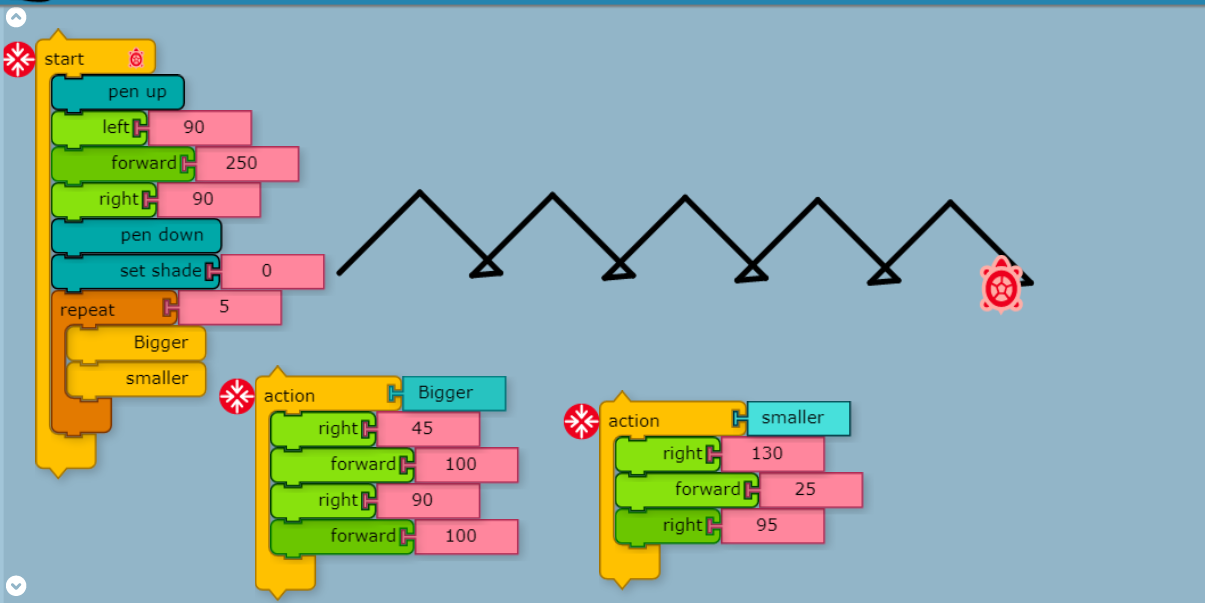 start
pen up
left 90
forward 250
right 90
pen down
set shade 0
repeat 5
Bigger
smaller
action Bigger
right 45
forward 100
right 90
forward 100
action smaller
right 130
forward 25
right 95